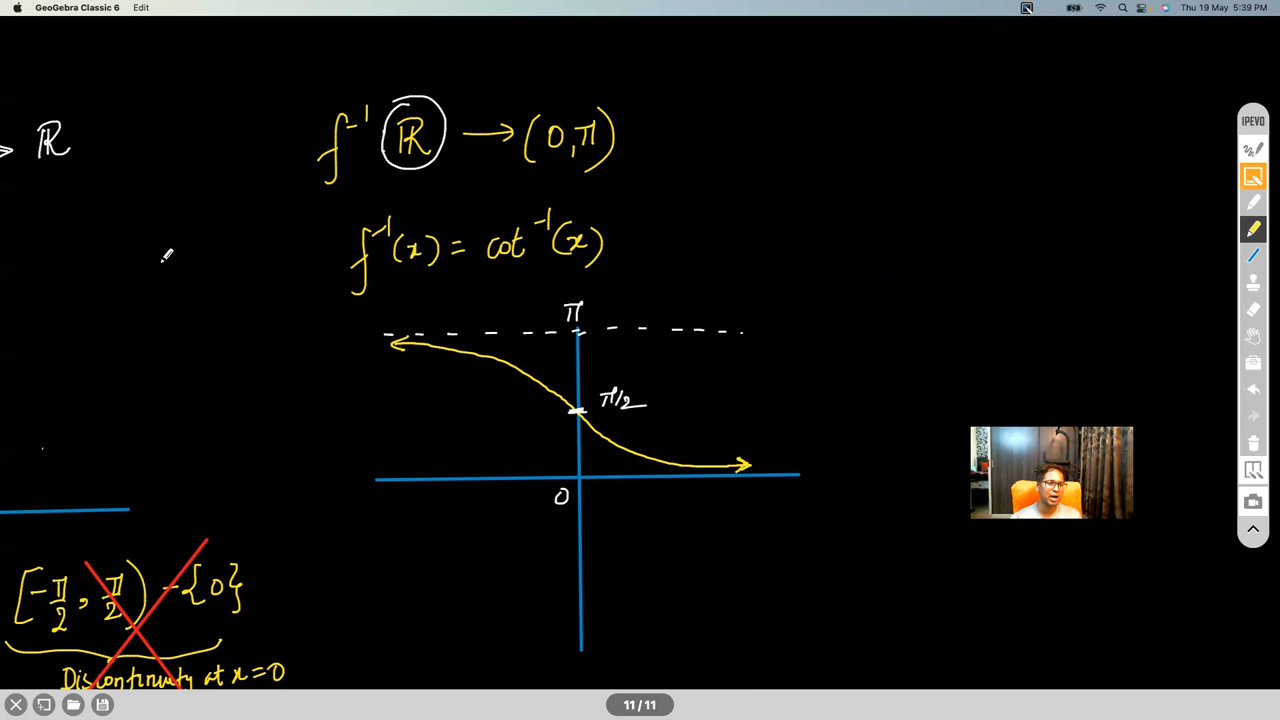 GeoGebra Classic 6 Edit Thu 19 May 5:39 PM
IPEVO
ℝ
f⁻¹ ℝ → (0, π)
f⁻¹(x) = cot⁻¹(x)
π
π/2
0
[-π/2, π/2) - {0}
Discontinuity at x = 0
11 / 11